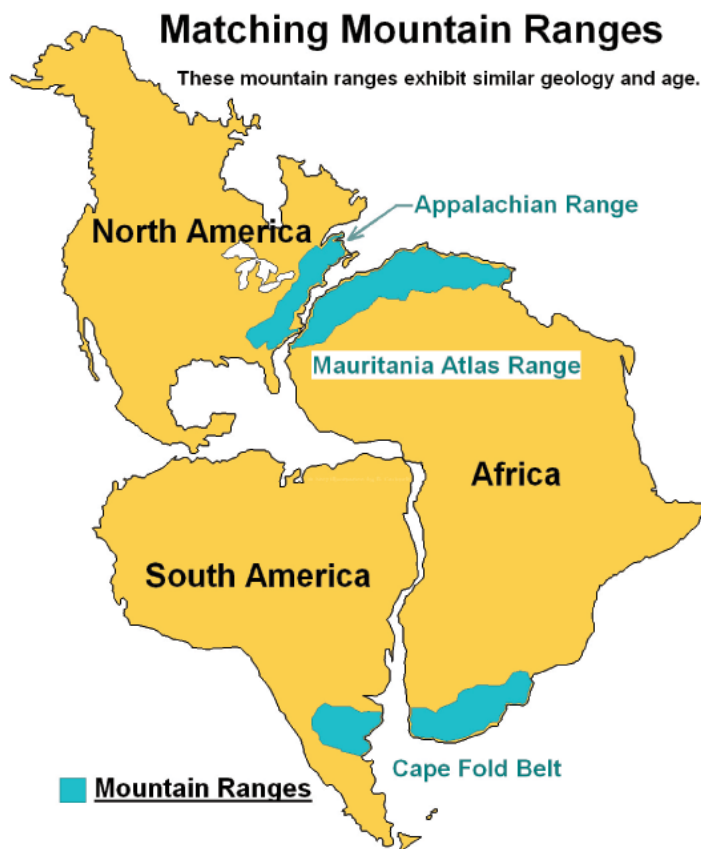 Matching Mountain Ranges
These mountain ranges exhibit similar geology and age.
Appalachian Range
North America
Mauritania Atlas Range
Africa
South America
Cape Fold Belt
Mountain Ranges